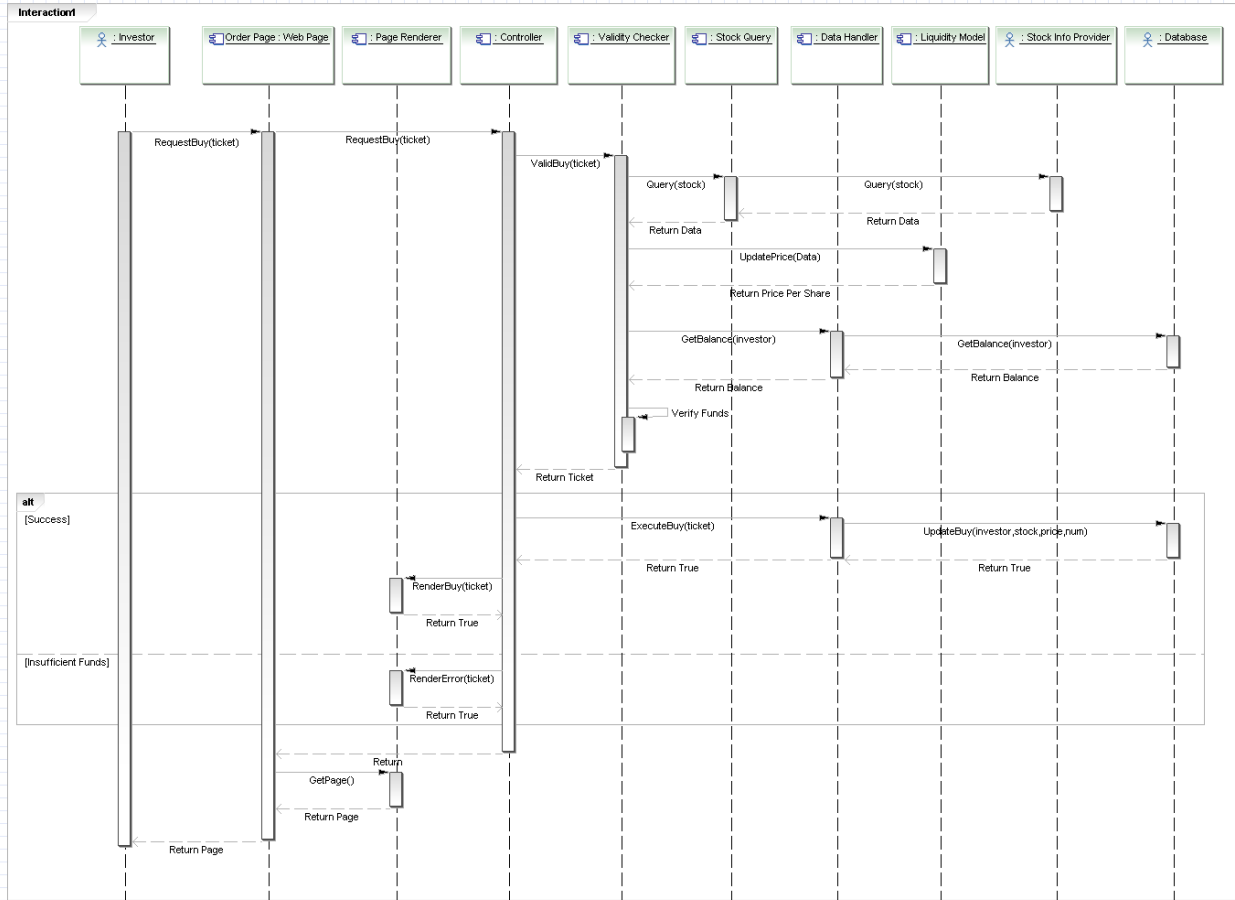 Interaction1
: Investor
Order Page : Web Page
: Page Renderer
: Controller
: Validity Checker
: Stock Query
: Data Handler
: Liquidity Model
: Stock Info Provider
: Database
RequestBuy(ticket)
RequestBuy(ticket)
ValidBuy(ticket)
Query(stock)
Query(stock)
Return Data
Return Data
UpdatePrice(Data)
Return Price Per Share
GetBalance(investor)
GetBalance(investor)
Return Balance
Return Balance
Verify Funds
Return Ticket
alt
[Success]
ExecuteBuy(ticket)
UpdateBuy(investor,stock,price,num)
Return True
Return True
RenderBuy(ticket)
Return True
[Insufficient Funds]
RenderError(ticket)
Return True
Return
GetPage()
Return Page
Return Page